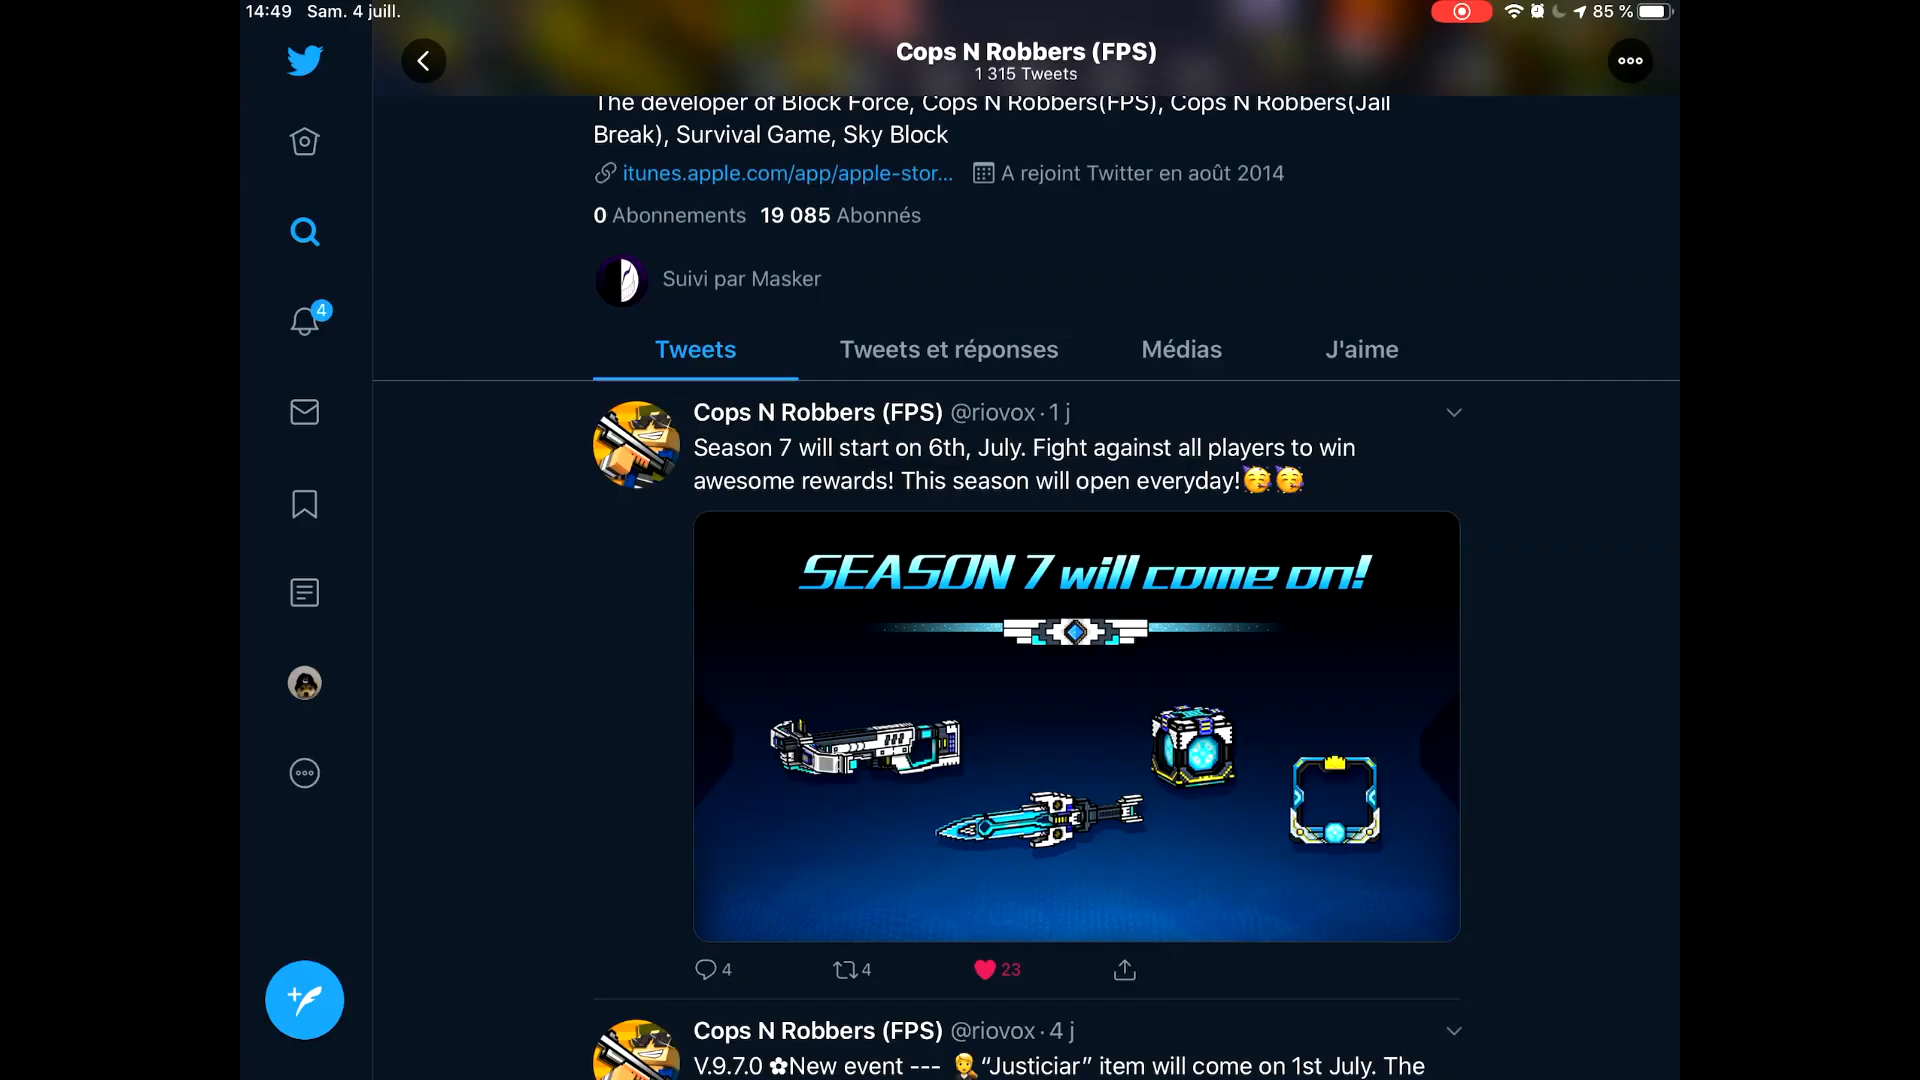 14:49 Sam. 4 juill.
85 %
Cops N Robbers (FPS)
1 315 Tweets
The developer of Block Force, Cops N Robbers(FPS), Cops N Robbers(Jail
Break), Survival Game, Sky Block
itunes.apple.com/app/apple-stor... A rejoint Twitter en août 2014
0 Abonnements 19 085 Abonnés
Suivi par Masker
4
Tweets Tweets et réponses Médias J'aime
Cops N Robbers (FPS) @riovox · 1 j
Season 7 will start on 6th, July. Fight against all players to win
awesome rewards! This season will open everyday!🥳🥳
SEASON 7 will come on!
4 4 23
Cops N Robbers (FPS) @riovox · 4 j
V.9.7.0 ✿New event --- “Justiciar” item will come on 1st July. The